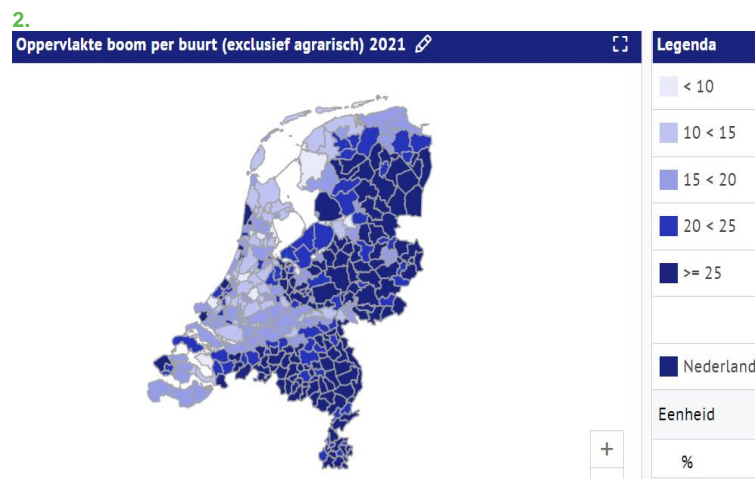 2.
Oppervlakte boom per buurt (exclusief agrarisch) 2021
Legenda
< 10
10 < 15
15 < 20
20 < 25
>= 25
Nederland
Eenheid
%
+